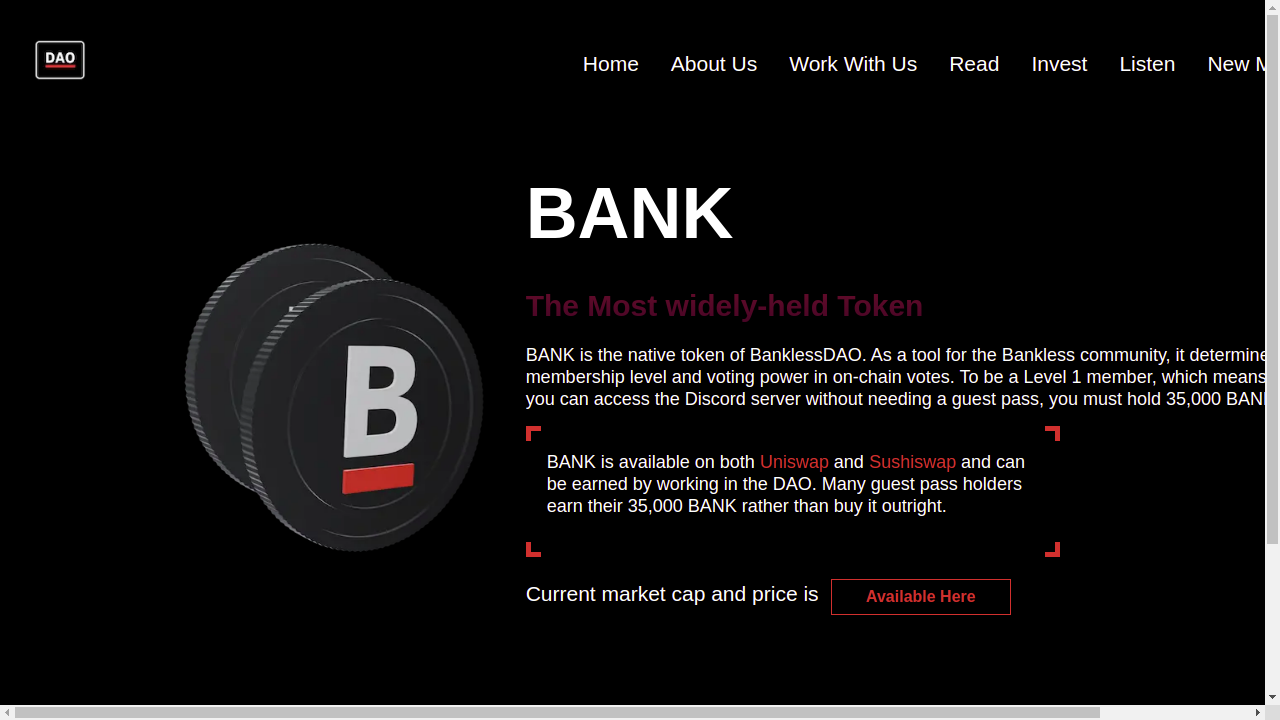 DAO
Home About Us Work With Us Read Invest Listen New M
BANK
The Most widely-held Token
BANK is the native token of BanklessDAO. As a tool for the Bankless community, it determine
membership level and voting power in on-chain votes. To be a Level 1 member, which means
you can access the Discord server without needing a guest pass, you must hold 35,000 BAN
B
BANK is available on both Uniswap and Sushiswap and can
be earned by working in the DAO. Many guest pass holders
earn their 35,000 BANK rather than buy it outright.
Current market cap and price is Available Here